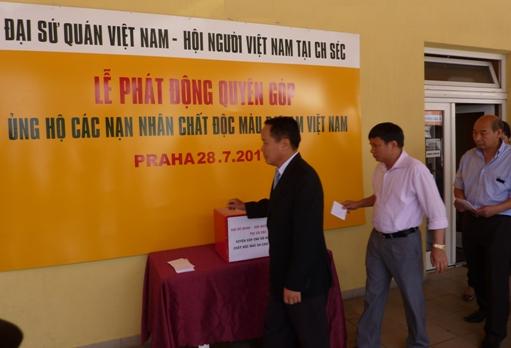 ĐẠI SỨ QUÁN VIỆT NAM - HỘI NGƯỜI VIỆT NAM TẠI CH SÉC
LỄ PHÁT ĐỘNG QUYÊN GÓP
ỦNG HỘ CÁC NẠN NHÂN CHẤT ĐỘC MÀU VIỆT NAM
PRAHA 28.7.201